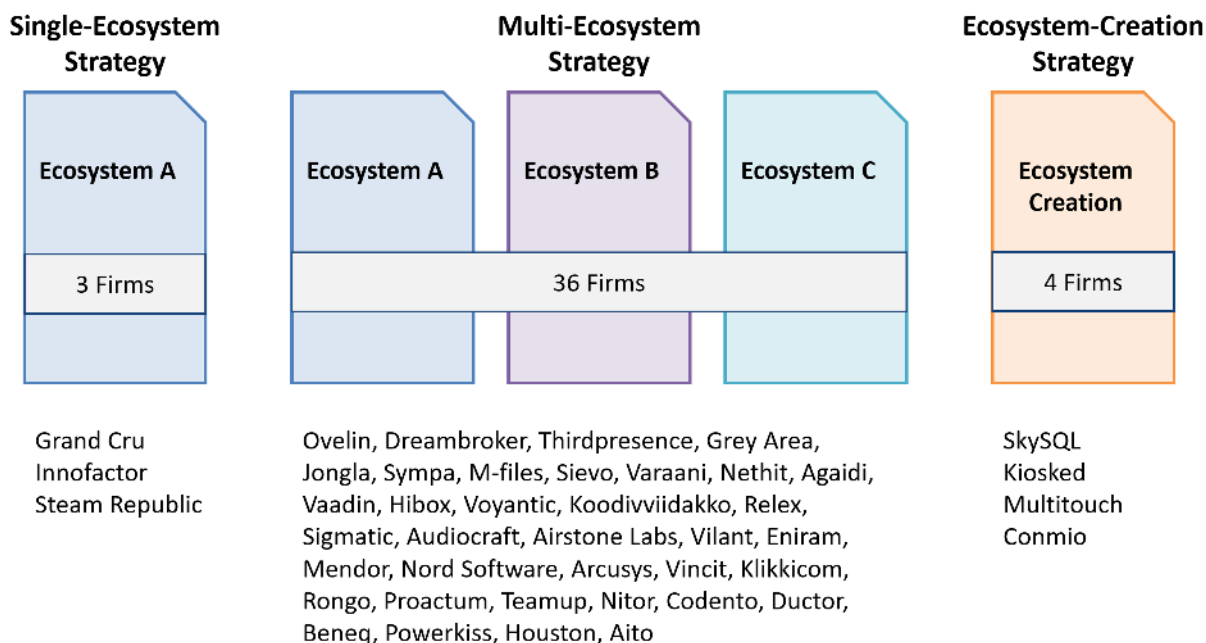 Single-Ecosystem
Strategy
Multi-Ecosystem
Strategy
Ecosystem-Creation
Strategy
Ecosystem A
Ecosystem A
Ecosystem B
Ecosystem C
Ecosystem
Creation
3 Firms
36 Firms
4 Firms
Grand Cru
Innofactor
Steam Republic
Ovelin, Dreambroker, Thirdpresence, Grey Area,
Jongla, Sympa, M-files, Sievo, Varaani, Nethit, Agaidi,
Vaadin, Hibox, Voyantic, Koodivviidakko, Relex,
Sigmatic, Audiocraft, Airstone Labs, Vilant, Eniram,
Mendor, Nord Software, Arcusys, Vincit, Klikkicom,
Rongo, Proactum, Teamup, Nitor, Codento, Ductor,
Beneq, Powerkiss, Houston, Aito
SkySQL
Kiosked
Multitouch
Conmio